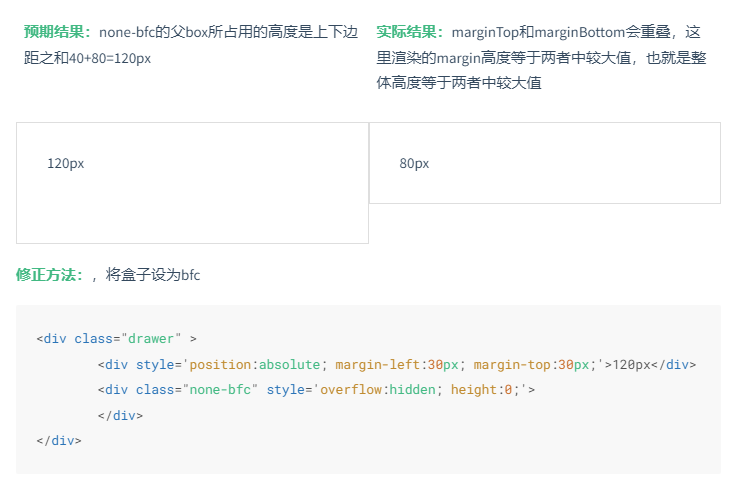 预期结果：none-bfc的父box所占用的高度是上下边
距之和40+80=120px
实际结果：marginTop和marginBottom会重叠，这
里渲染的margin高度等于两者中较大值，也就是整
体高度等于两者中较大值
120px
80px
修正方法：，将盒子设为bfc
<div class="drawer" >
        <div style='position:absolute; margin-left:30px; margin-top:30px;'>120px</div>
        <div class="none-bfc" style='overflow:hidden; height:0;'>
        </div>
</div>